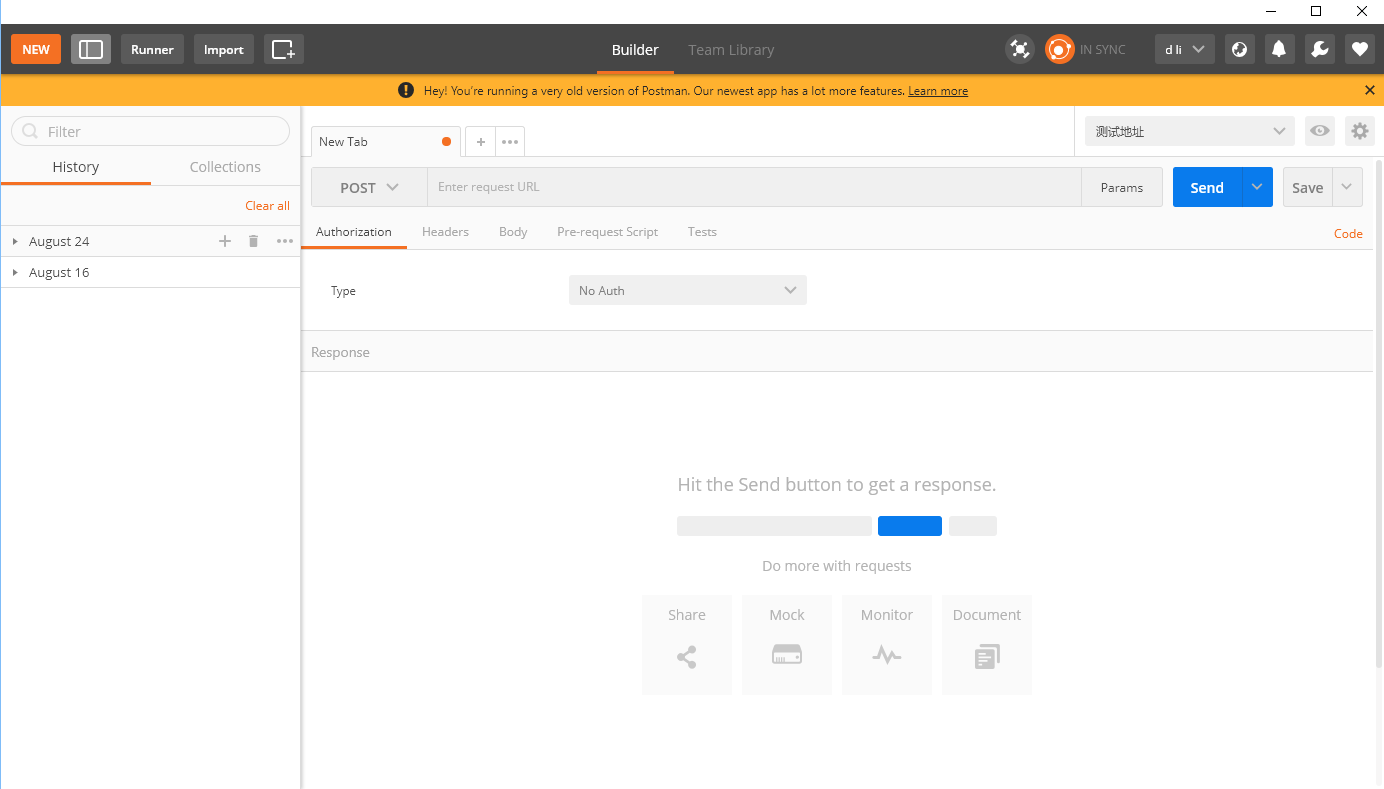 NEW Runner Import Builder Team Library IN SYNC d li
Hey! You're running a very old version of Postman. Our newest app has a lot more features. Learn more
Filter
History Collections
Clear all
August 24
August 16
New Tab
测试地址
POST Enter request URL Params Send Save
Authorization Headers Body Pre-request Script Tests Code
Type No Auth
Response
Hit the Send button to get a response.
Do more with requests
Share Mock Monitor Document